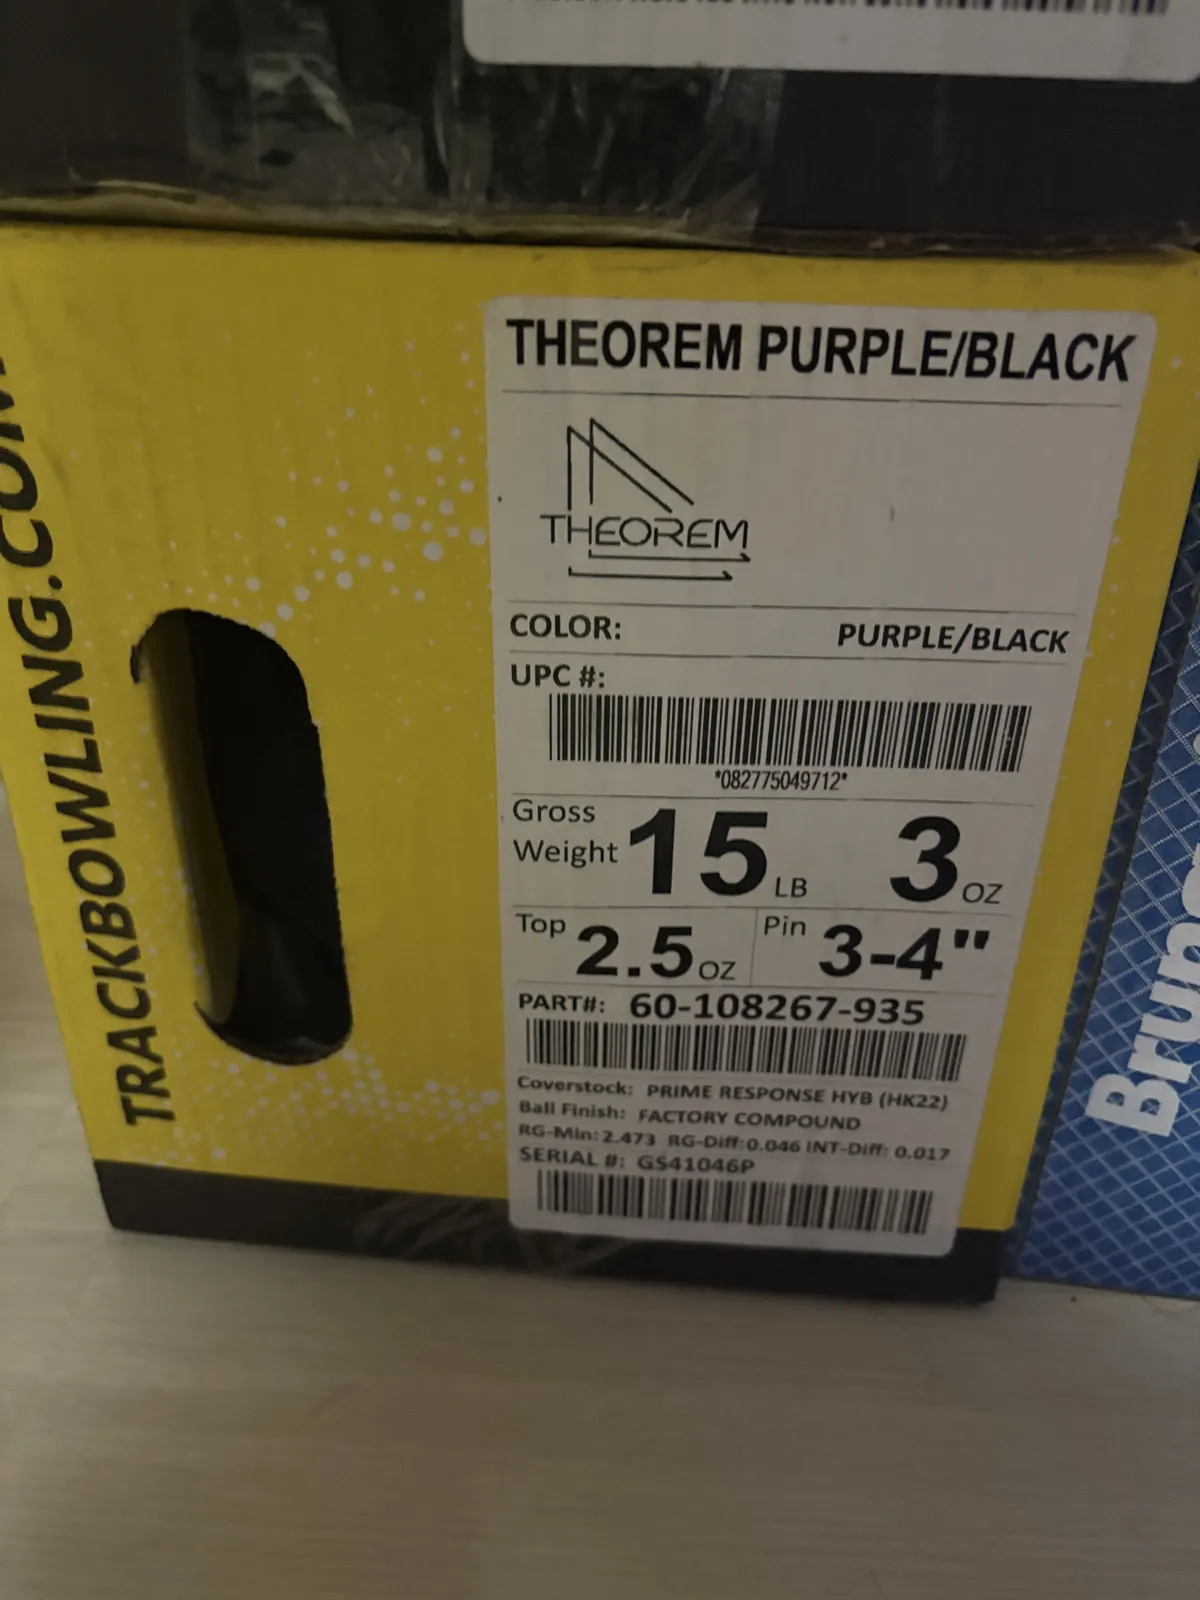 THEOREM PURPLE/BLACK
THEOREM
COLOR: PURPLE/BLACK
UPC #:
*082775049712*
Gross Weight 15 LB 3 OZ
Top 2.5 OZ Pin 3-4"
PART#: 60-108267-935
Coverstock: PRIME RESPONSE HYB (HK22)
Ball Finish: FACTORY COMPOUND
RG-Min: 2.473 RG-Diff: 0.046 INT-Diff: 0.017
SERIAL #: GS41046P
TRACKBOWLING.COM